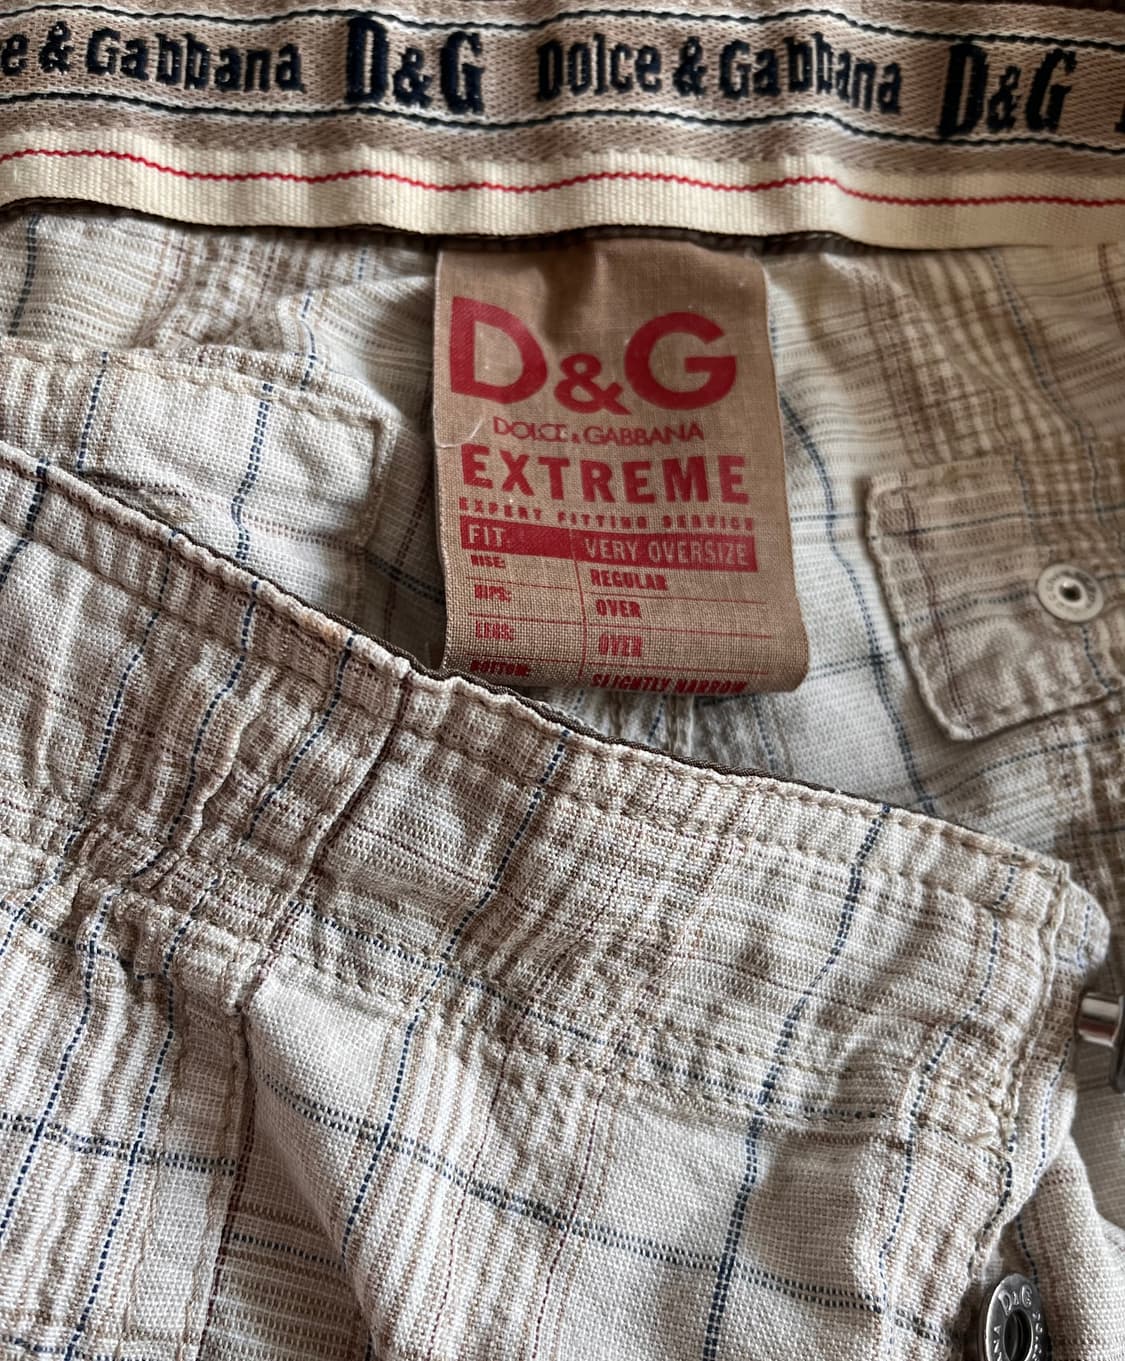 e & Gabbana D&G Dolce & Gabbana D&G
D&G
DOLCE & GABBANA
EXTREME
EXPERT FITTING SERVICE
FIT. VERY OVERSIZE
RISE: REGULAR
HIPS: OVER
LEGS: OVER
BOTTOM: SLIGHTLY NARROW
D&G